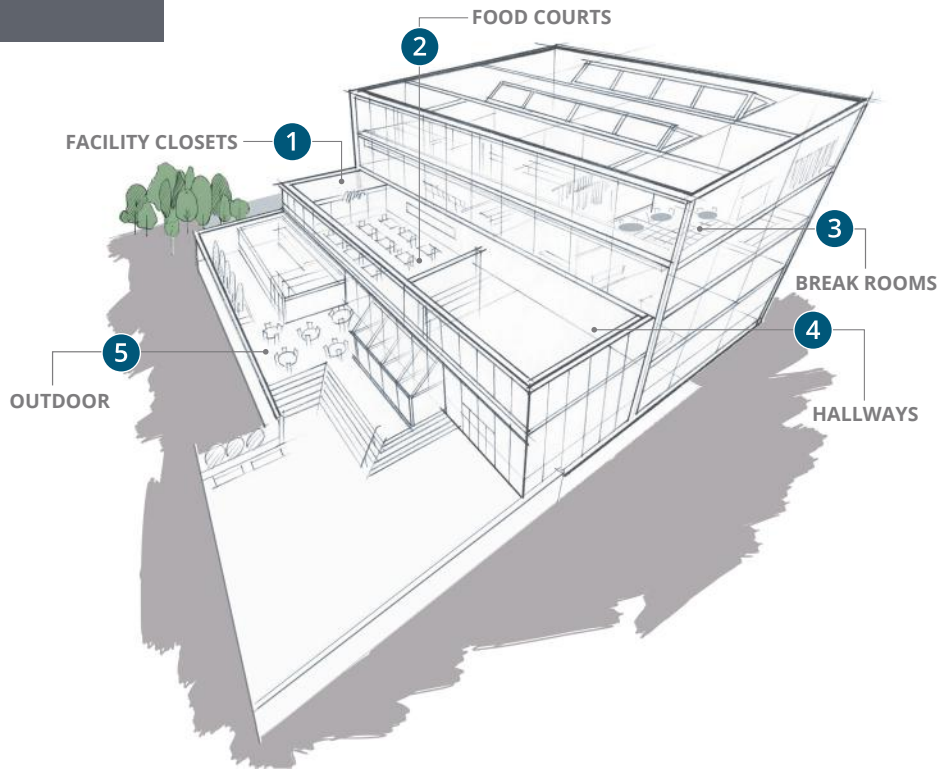 FOOD COURTS
2
FACILITY CLOSETS
1
3
BREAK ROOMS
4
HALLWAYS
5
OUTDOOR